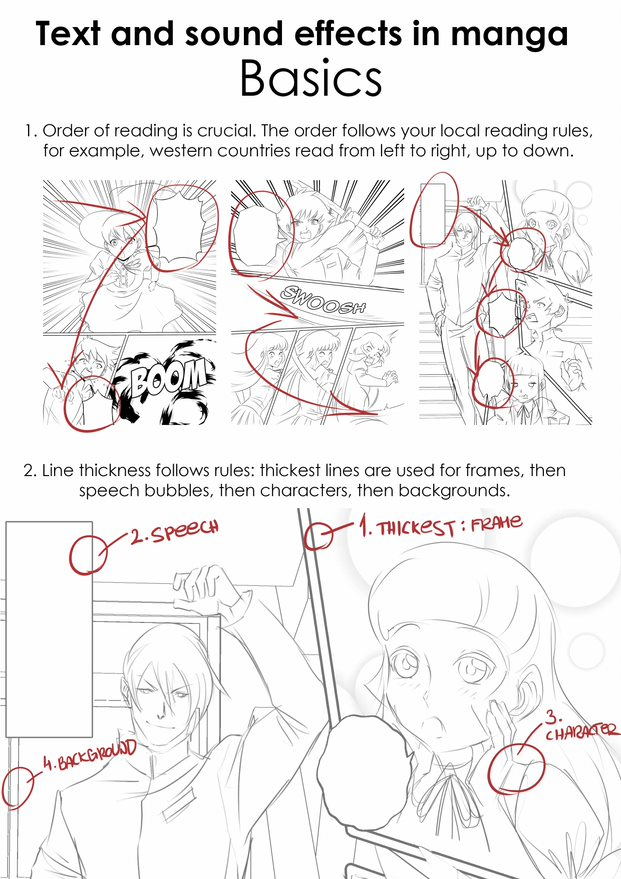 Text and sound effects in manga
Basics
1. Order of reading is crucial. The order follows your local reading rules,
for example, western countries read from left to right, up to down.
SWOOSH
BOOM
2. Line thickness follows rules: thickest lines are used for frames, then
speech bubbles, then characters, then backgrounds.
2. SPEECH
1. THICKEST: FRAME
3.
CHARACTER
4. BACKGROUND